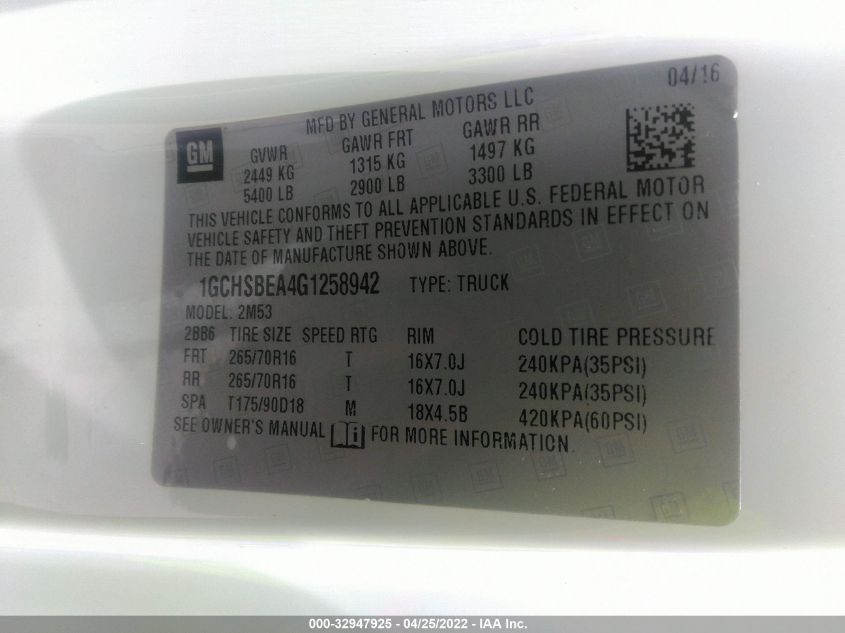 04/16
MFD BY GENERAL MOTORS LLC
GM
GVWR GAWR FRT GAWR RR
2449 KG 1315 KG 1497 KG
5400 LB 2900 LB 3300 LB
THIS VEHICLE CONFORMS TO ALL APPLICABLE U.S. FEDERAL MOTOR
VEHICLE SAFETY AND THEFT PREVENTION STANDARDS IN EFFECT ON
THE DATE OF MANUFACTURE SHOWN ABOVE.
1GCHSBEA4G1258942 TYPE: TRUCK
MODEL: 2M53
2BB6 TIRE SIZE SPEED RTG RIM COLD TIRE PRESSURE
FRT 265/70R16 T 16X7.0J 240KPA(35PSI)
RR 265/70R16 T 16X7.0J 240KPA(35PSI)
SPA T175/90D18 M 18X4.5B 420KPA(60PSI)
SEE OWNER'S MANUAL i FOR MORE INFORMATION.
000-32947925 - 04/25/2022 - IAA Inc.